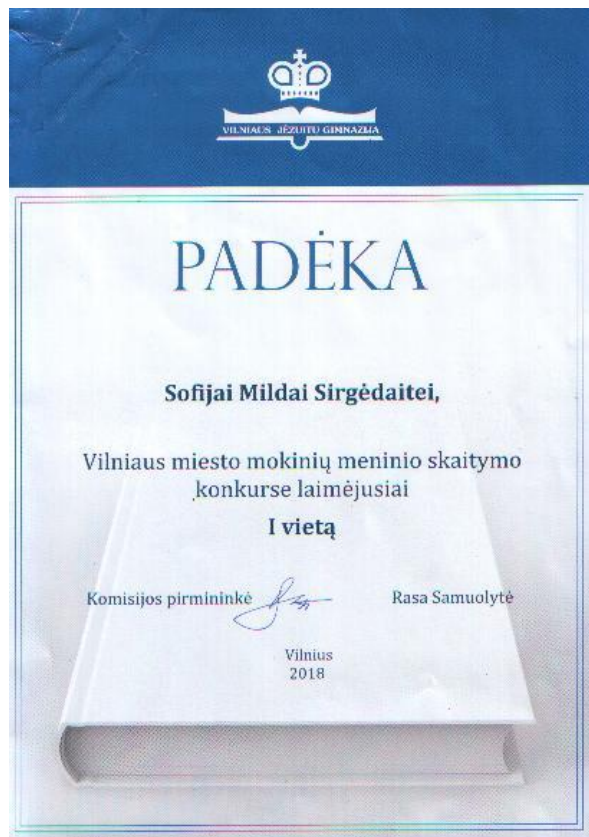 VILNIAUS JĖZUITŲ GIMNAZIJA
PADĖKA
Sofijai Mildai Sirgėdaitei,
Vilniaus miesto mokinių meninio skaitymo
konkurse laimėjusiai
I vietą
Komisijos pirmininkė Rasa Samuolytė
Vilnius
2018